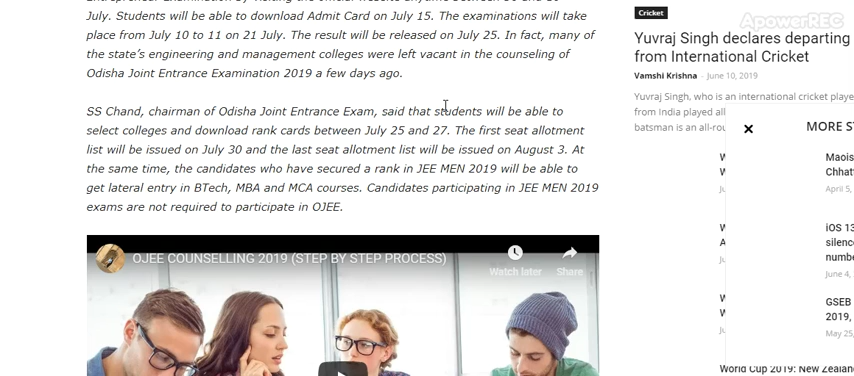 July. Students will be able to download Admit Card on July 15. The examinations will take
place from July 10 to 11 on 21 July. The result will be released on July 25. In fact, many of
the state's engineering and management colleges were left vacant in the counseling of
Odisha Joint Entrance Examination 2019 a few days ago.
SS Chand, chairman of Odisha Joint Entrance Exam, said that students will be able to
select colleges and download rank cards between July 25 and 27. The first seat allotment
list will be issued on July 30 and the last seat allotment list will be issued on August 3. At
the same time, the candidates who have secured a rank in JEE MEN 2019 will be able to
get lateral entry in BTech, MBA and MCA courses. Candidates participating in JEE MEN 2019
exams are not required to participate in OJEE.
OJEE COUNSELLING 2019 (STEP BY STEP PROCESS)
Watch later
Share
ApowerREC
Cricket
Yuvraj Singh declares departing
from International Cricket
Vamshi Krishna - June 10, 2019
Yuvraj Singh, who is an international cricket playe
from India played all
batsman is an all-rou
MORE ST
Maois
Chhat
April 5,
iOS 13
silenc
numbe
June 4,
GSEB
2019,
May 25,
World Cup 2019: New Zealan